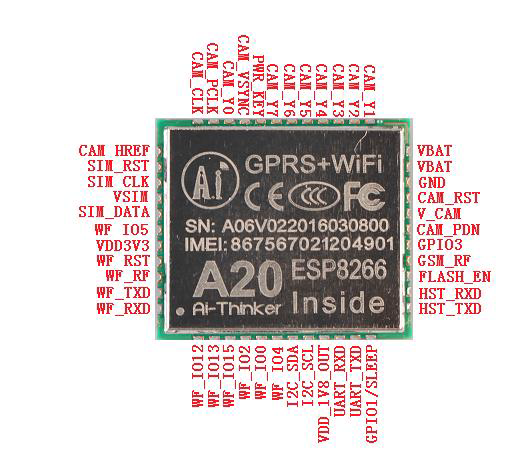 CAM_CLK
CAM_PCLK
CAM_Y0
CAM_VSYNC
PWR_KEY
CAM_Y7
CAM_Y6
CAM_Y5
CAM_Y4
CAM_Y3
CAM_Y2
CAM_Y1
CAM_HREF
SIM_RST
SIM_CLK
VSIM
SIM_DATA
WF_IO5
VDD3V3
WF_RST
WF_RF
WF_TXD
WF_RXD
Ai
GPRS+WiFi
CE CCC FC
SN: A06V022016030800
IMEI: 867567021204901
A20 ESP8266
Ai-Thinker Inside
VBAT
VBAT
GND
CAM_RST
V_CAM
CAM_PDN
GPIO3
GSM_RF
FLASH_EN
HST_RXD
HST_TXD
WF_IO12
WF_IO13
WF_IO15
WF_IO2
WF_IO0
WF_IO4
I2C_SDA
I2C_SCL
VDD_1V8_OUT
UART_RXD
UART_TXD
GPIO1/SLEEP